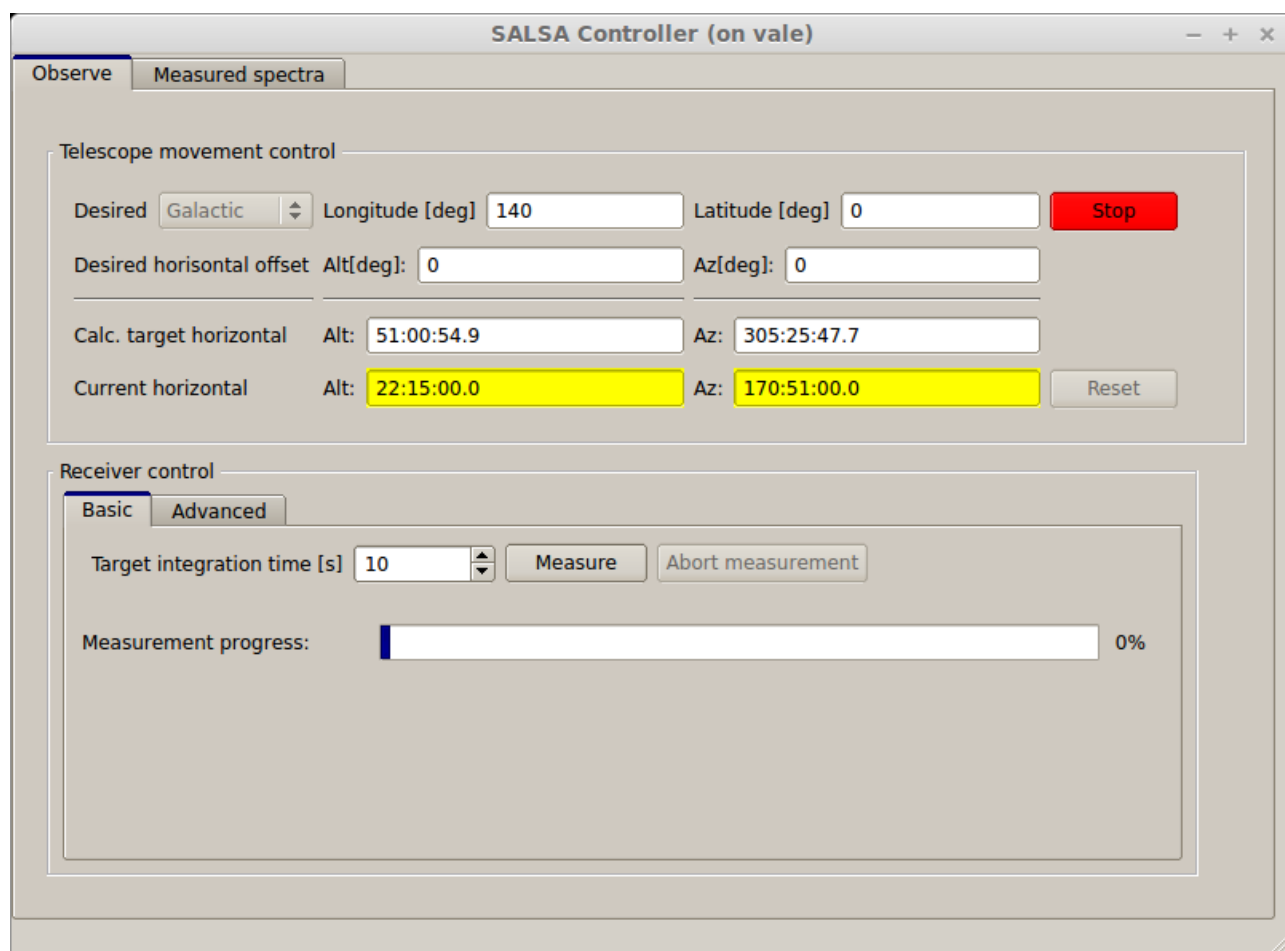 SALSA Controller (on vale)
Observe Measured spectra
Telescope movement control
Desired Galactic Longitude [deg] 140 Latitude [deg] 0 Stop
Desired horisontal offset Alt[deg]: 0 Az[deg]: 0
Calc. target horizontal Alt: 51:00:54.9 Az: 305:25:47.7
Current horizontal Alt: 22:15:00.0 Az: 170:51:00.0 Reset
Receiver control
Basic Advanced
Target integration time [s] 10 Measure Abort measurement
Measurement progress: 0%